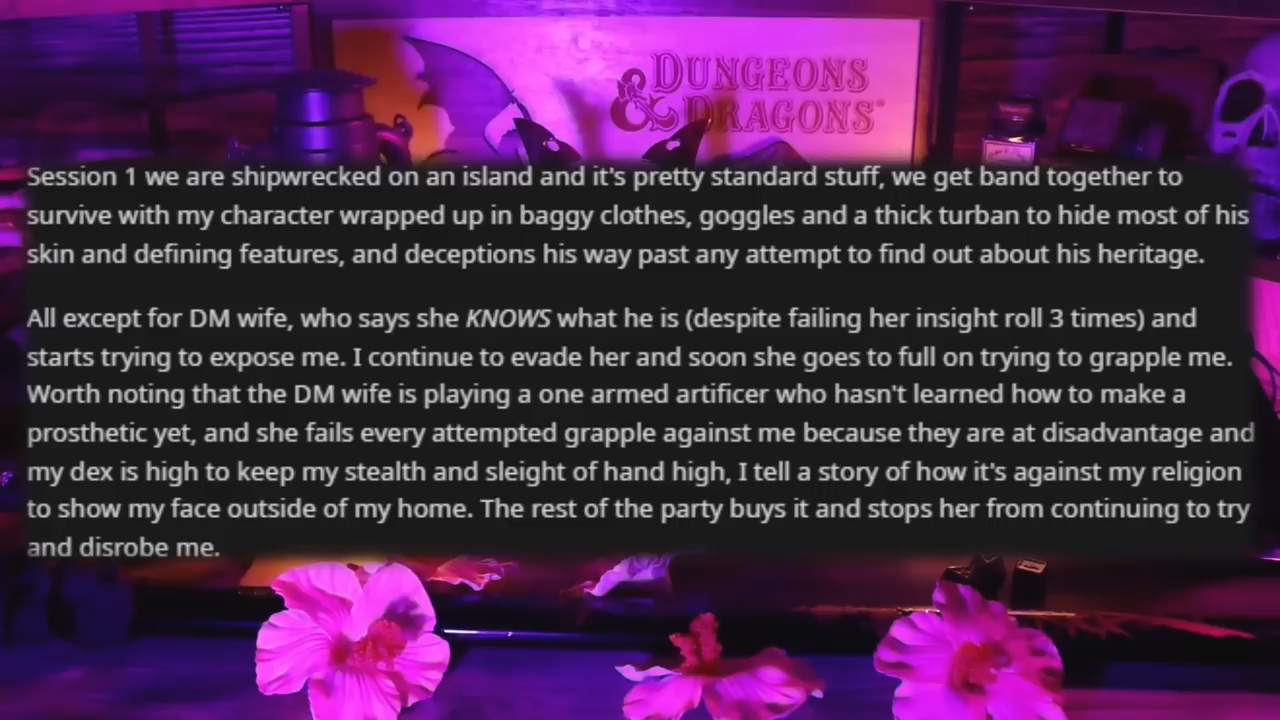 DUNGEONS
& DRAGONS
Session 1 we are shipwrecked on an island and it's pretty standard stuff, we get band together to
survive with my character wrapped up in baggy clothes, goggles and a thick turban to hide most of his
skin and defining features, and deceptions his way past any attempt to find out about his heritage.
All except for DM wife, who says she KNOWS what he is (despite failing her insight roll 3 times) and
starts trying to expose me. I continue to evade her and soon she goes to full on trying to grapple me.
Worth noting that the DM wife is playing a one armed artificer who hasn't learned how to make a
prosthetic yet, and she fails every attempted grapple against me because they are at disadvantage and
my dex is high to keep my stealth and sleight of hand high, I tell a story of how it's against my religion
to show my face outside of my home. The rest of the party buys it and stops her from continuing to try
and disrobe me.